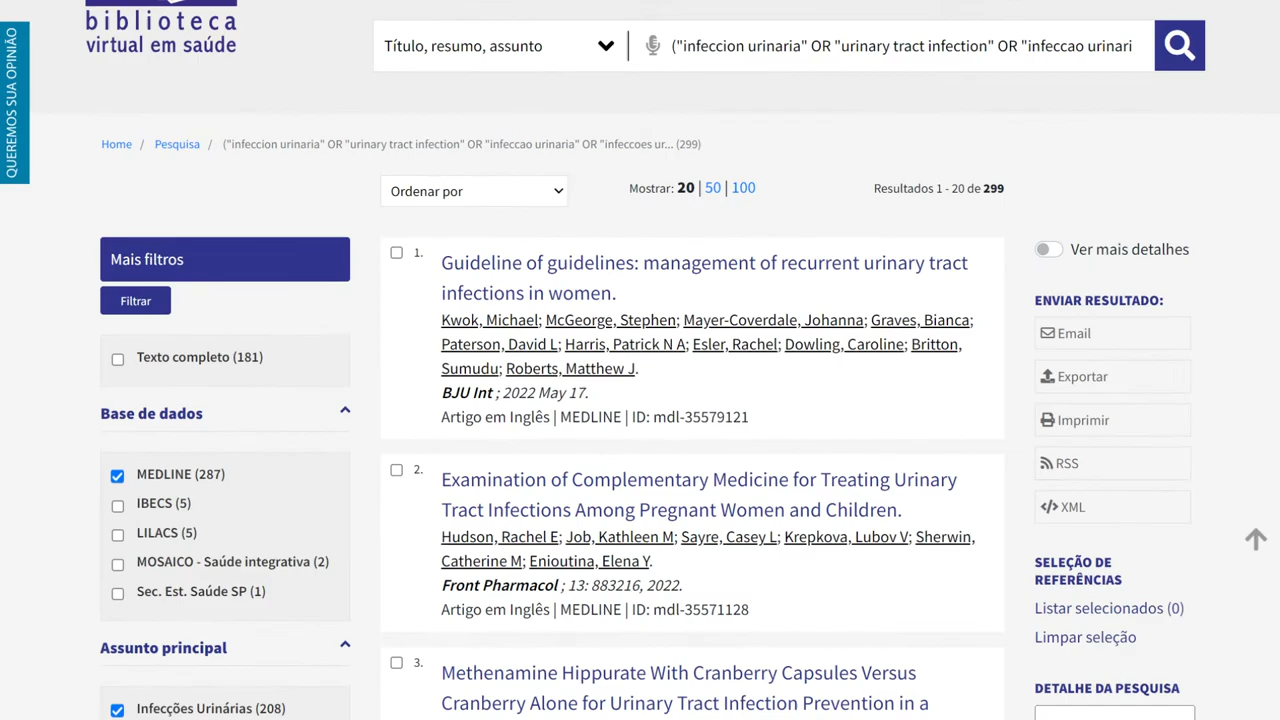 biblioteca
virtual em saúde
QUEREMOS SUA OPINIÃO
Título, resumo, assunto
("infeccion urinaria" OR "urinary tract infection" OR "infeccao urinari
Home / Pesquisa / ("infeccion urinaria" OR "urinary tract infection" OR "infeccao urinaria" OR "infeccoes ur... (299)
Ordenar por
Mostrar: 20 | 50 | 100
Resultados 1 - 20 de 299
Mais filtros
Filtrar
Texto completo (181)
Base de dados
MEDLINE (287)
IBECS (5)
LILACS (5)
MOSAICO - Saúde integrativa (2)
Sec. Est. Saúde SP (1)
Assunto principal
Infecções Urinárias (208)
1.
Guideline of guidelines: management of recurrent urinary tract
infections in women.
Kwok, Michael; McGeorge, Stephen; Mayer-Coverdale, Johanna; Graves, Bianca;
Paterson, David L; Harris, Patrick N A; Esler, Rachel; Dowling, Caroline; Britton,
Sumudu; Roberts, Matthew J.
BJU Int ; 2022 May 17.
Artigo em Inglês | MEDLINE | ID: mdl-35579121
2.
Examination of Complementary Medicine for Treating Urinary
Tract Infections Among Pregnant Women and Children.
Hudson, Rachel E; Job, Kathleen M; Sayre, Casey L; Krepkova, Lubov V; Sherwin,
Catherine M; Enioutina, Elena Y.
Front Pharmacol ; 13: 883216, 2022.
Artigo em Inglês | MEDLINE | ID: mdl-35571128
3.
Methenamine Hippurate With Cranberry Capsules Versus
Cranberry Alone for Urinary Tract Infection Prevention in a
Ver mais detalhes
ENVIAR RESULTADO:
Email
Exportar
Imprimir
RSS
</> XML
SELEÇÃO DE
REFERÊNCIAS
Listar selecionados (0)
Limpar seleção
DETALHE DA PESQUISA